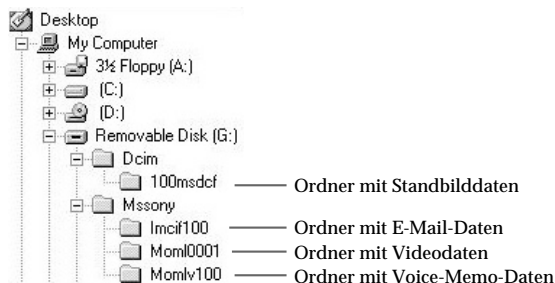 Desktop
My Computer
3½ Floppy (A:)
(C:)
(D:)
Removable Disk (G:)
Dcim
100msdcf Ordner mit Standbilddaten
Mssony
Imcif100 Ordner mit E-Mail-Daten
Moml0001 Ordner mit Videodaten
Momlv100 Ordner mit Voice-Memo-Daten